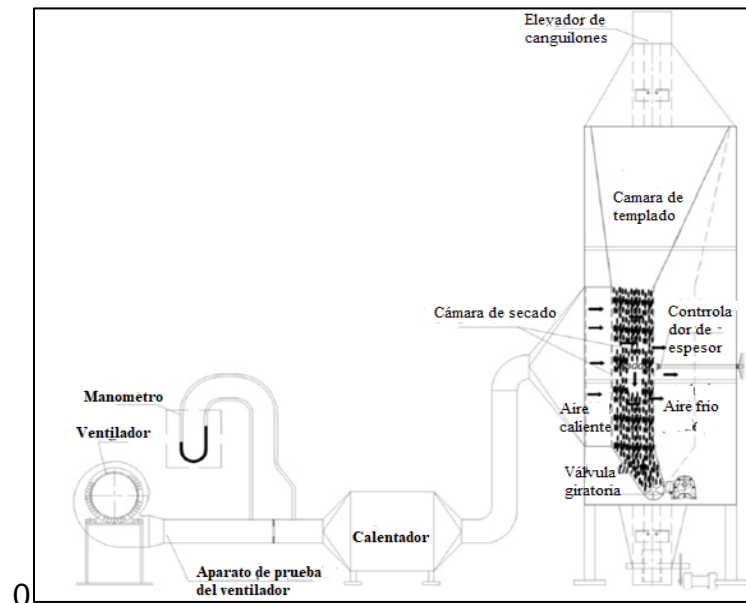 Elevador de
canguilones
Camara de
templado
Cámara de secado
Contrrola
dor de
espesor
Manometro
Ventilador
Aire
caliente
Aire frio
Válvula
giratoria
Calentador
Aparato de prueba
del ventilador
0